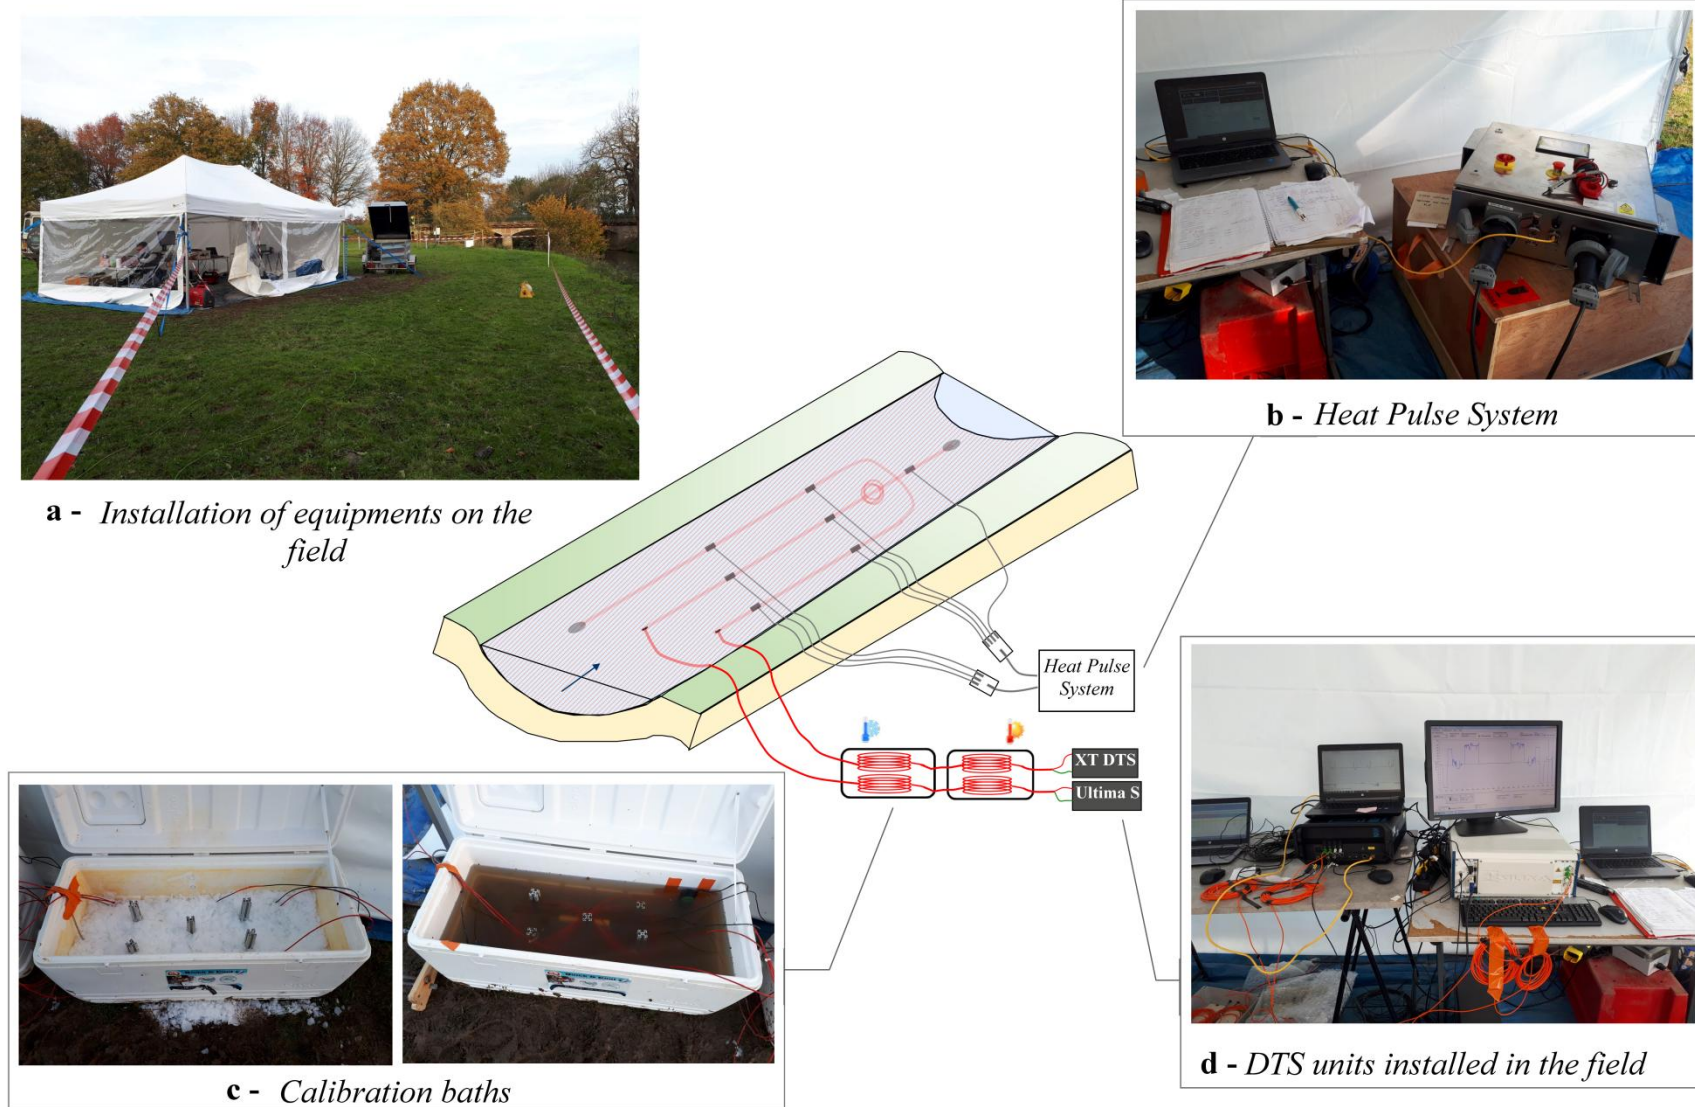 a - Installation of equipments on the
field
b - Heat Pulse System
Heat Pulse
System
XT DTS
Ultima S
c - Calibration baths
d - DTS units installed in the field